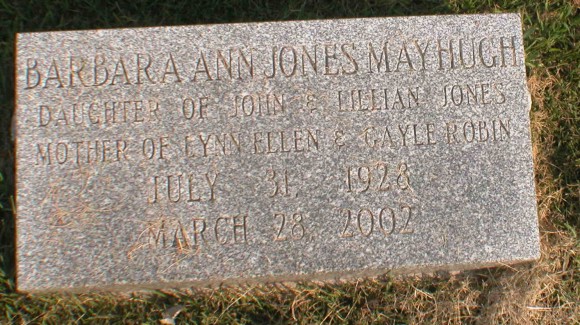 BARBARA ANN JONES MAYHUGH
DAUGHTER OF JOHN & LILLIAN JONES
MOTHER OF LYNN ELLEN & GAYLE ROBIN
JULY 31, 1928
MARCH 28, 2002